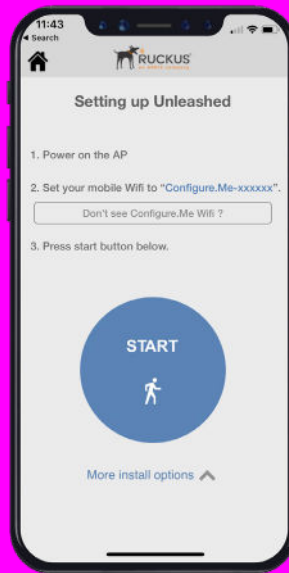 11:43
Search
RUCKUS
Setting up Unleashed
1. Power on the AP
2. Set your mobile Wifi to “Configure.Me-xxxxxx”.
Don't see Configure.Me Wifi ?
3. Press start button below.
START
More install options